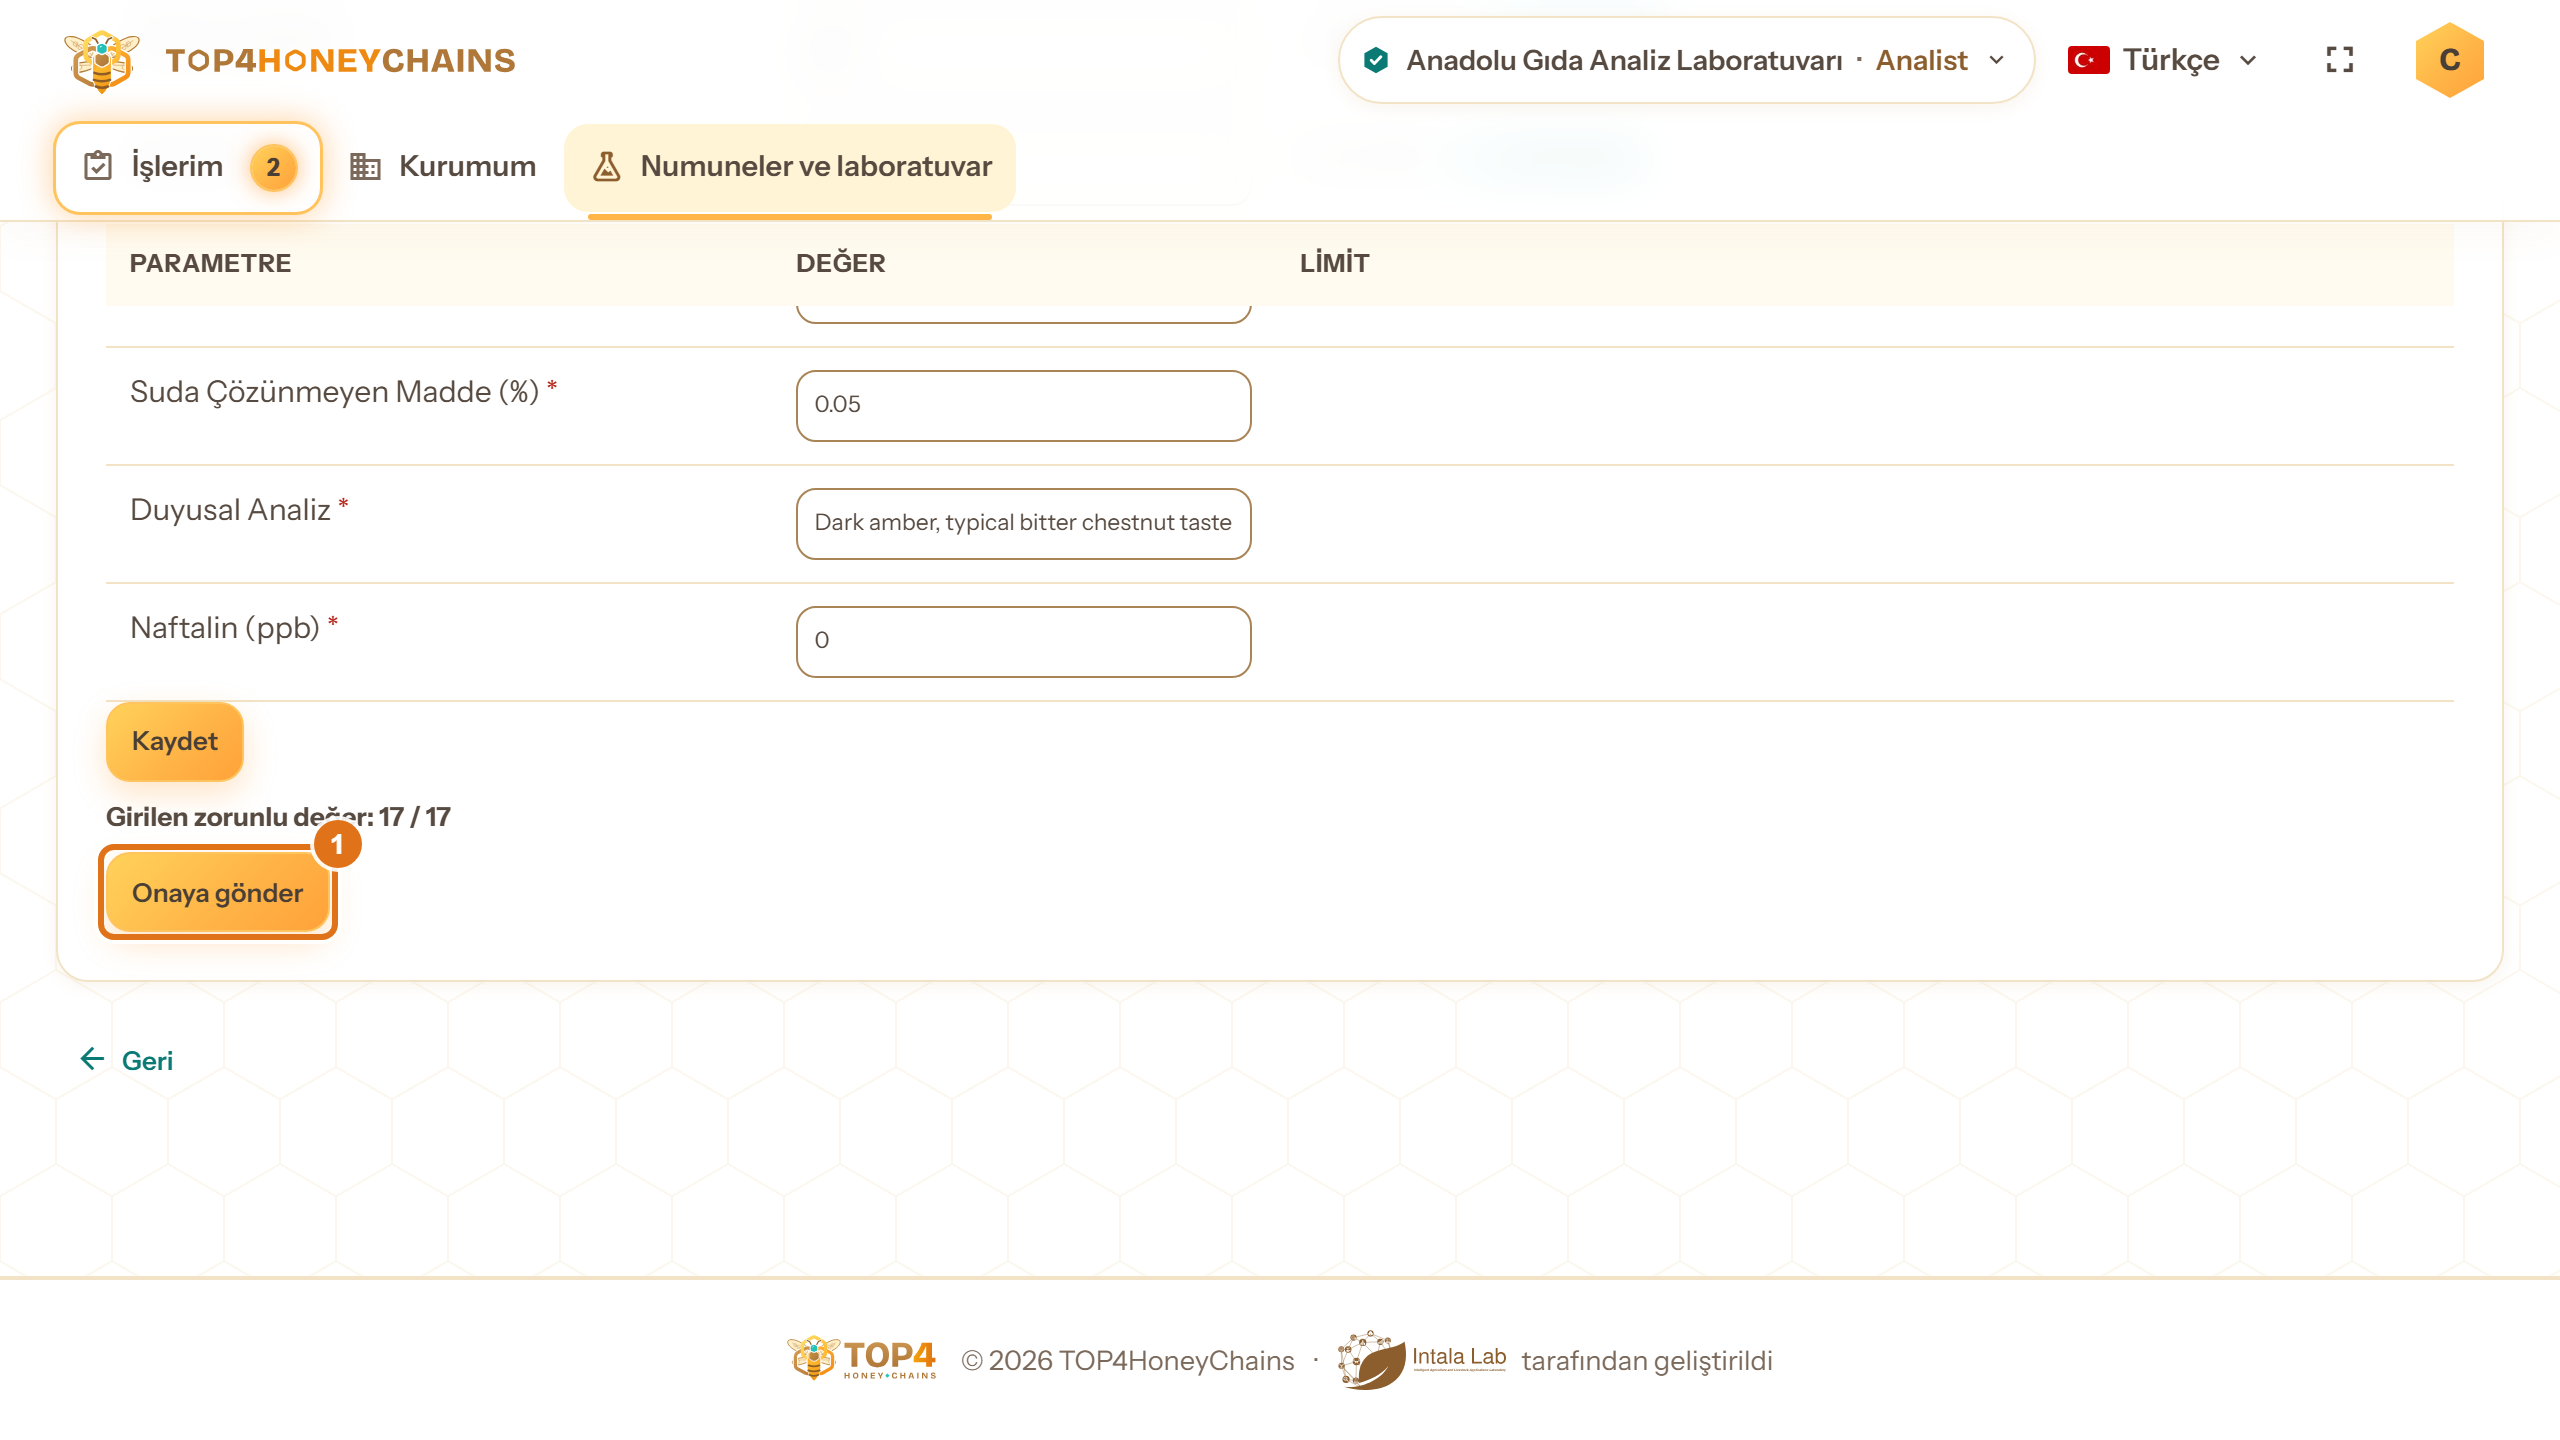 TOP4HONEYCHAINS
Anadolu Gıda Analiz Laboratuvarı · Analist
Türkçe
C
İşlerim 2
Kurumum
Numuneler ve laboratuvar
PARAMETRE DEĞER LİMİT
Suda Çözünmeyen Madde (%) * 0.05
Duyusal Analiz * Dark amber, typical bitter chestnut taste
Naftalin (ppb) * 0
Kaydet
Girilen zorunlu değer: 17 / 17
1
Onaya gönder
Geri
TOP4
HONEY•CHAINS
© 2026 TOP4HoneyChains · Intala Lab tarafından geliştirildi